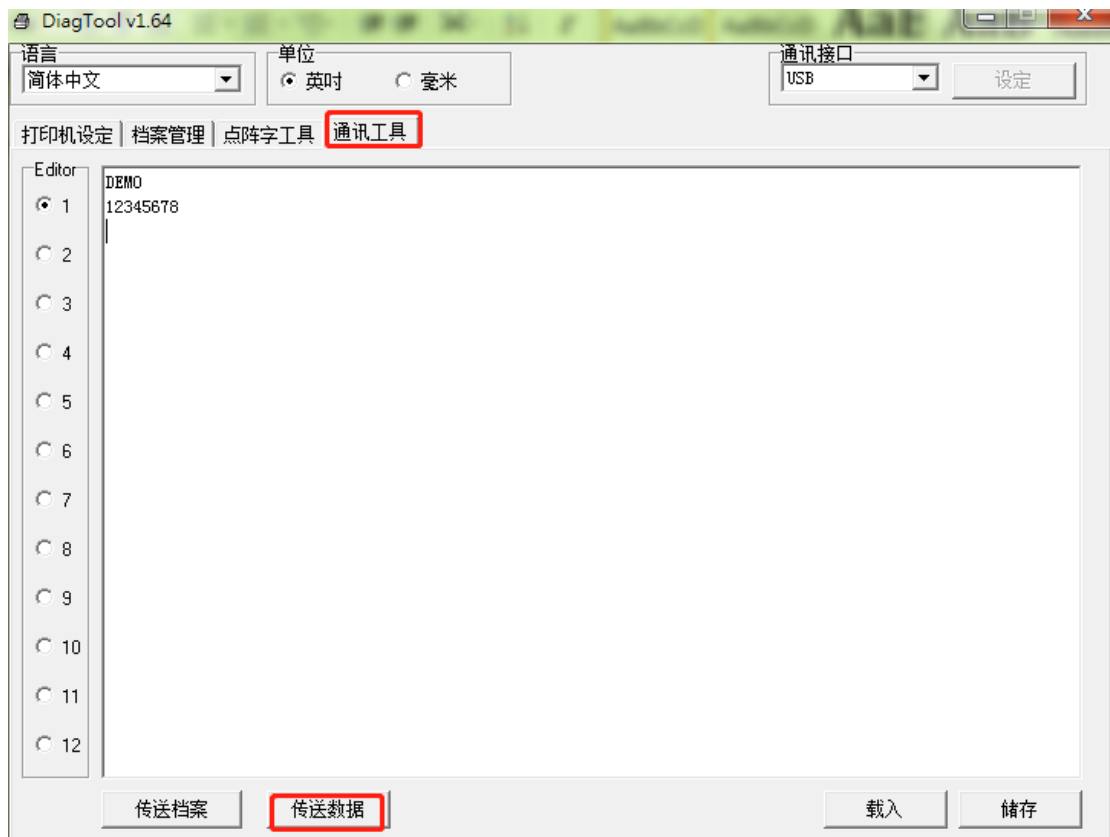 DiagTool v1.64
语言
单位
通讯接口
简体中文
英吋
毫米
USB
设定
打印机设定
档案管理
点阵字工具
通讯工具
Editor
DEMO
12345678
1
2
3
4
5
6
7
8
9
10
11
12
传送档案
传送数据
载入
储存